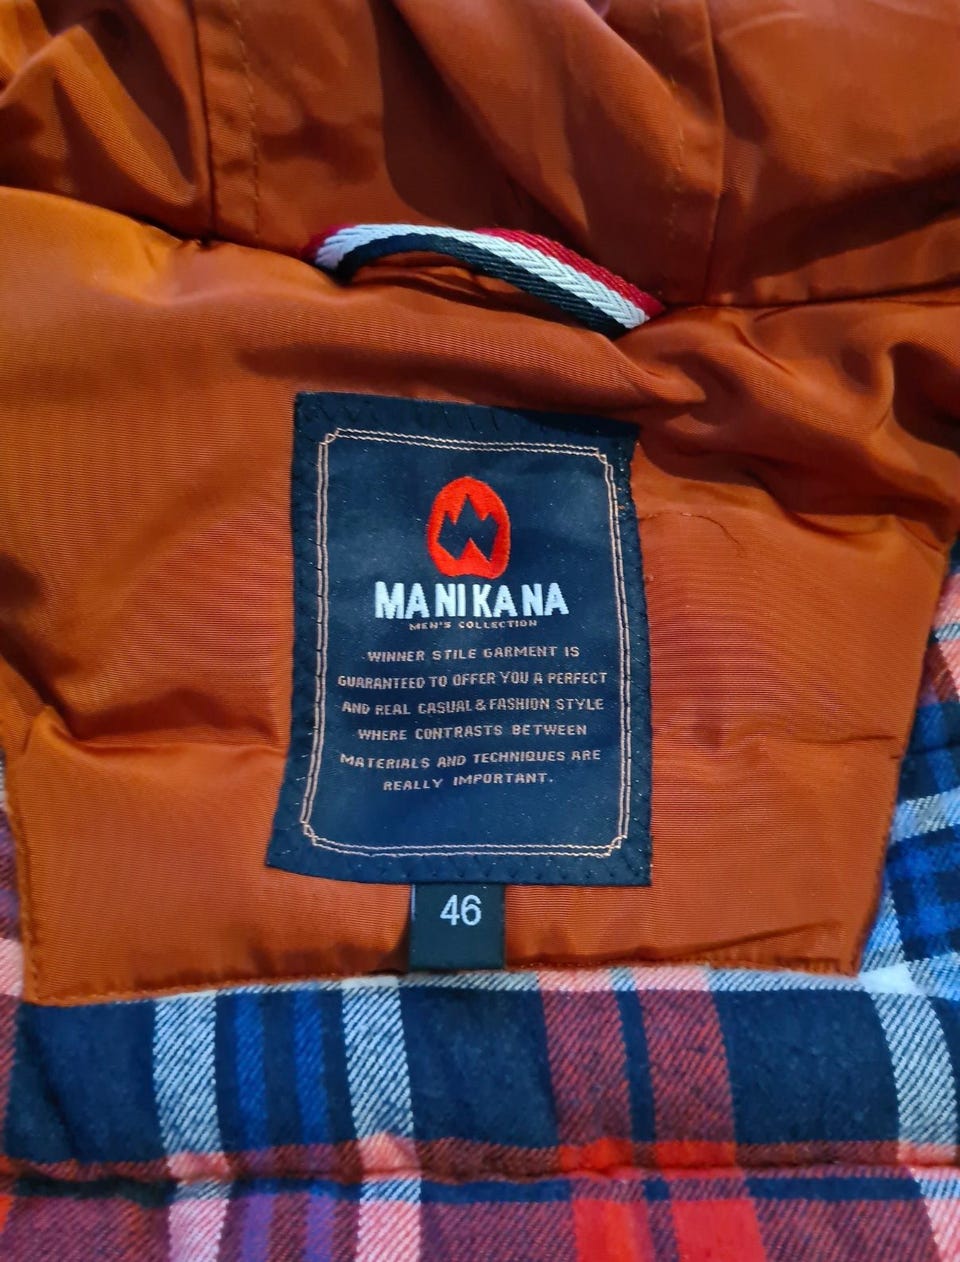 MANIKANA
MEN'S COLLECTION
WINNER STILE GARMENT IS
GUARANTEED TO OFFER YOU A PERFECT
AND REAL CASUAL & FASHION STYLE
WHERE CONTRASTS BETWEEN
MATERIALS AND TECHNIQUES ARE
REALLY IMPORTANT.
46